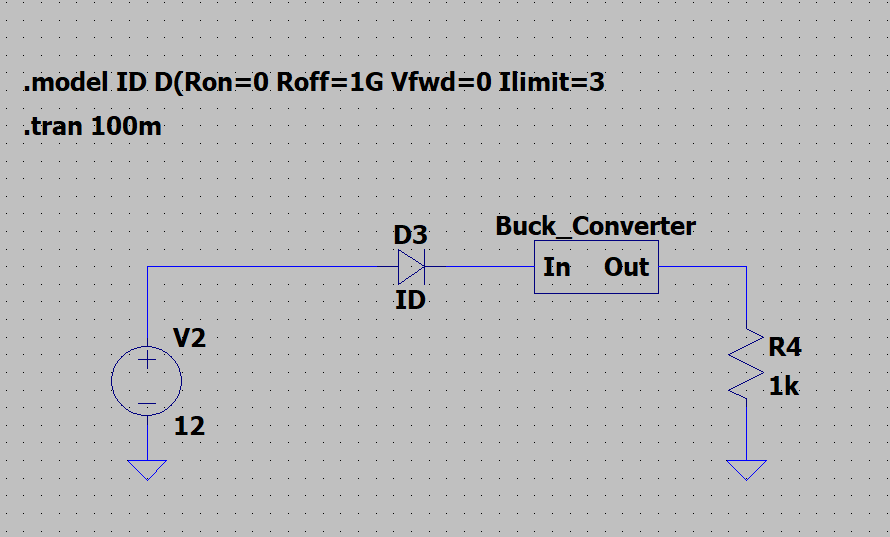 .model ID D(Ron=0 Roff=1G Vfwd=0 Ilimit=3
.tran 100m
D3
Buck_Converter
In Out
ID
V2
R4
1k
12